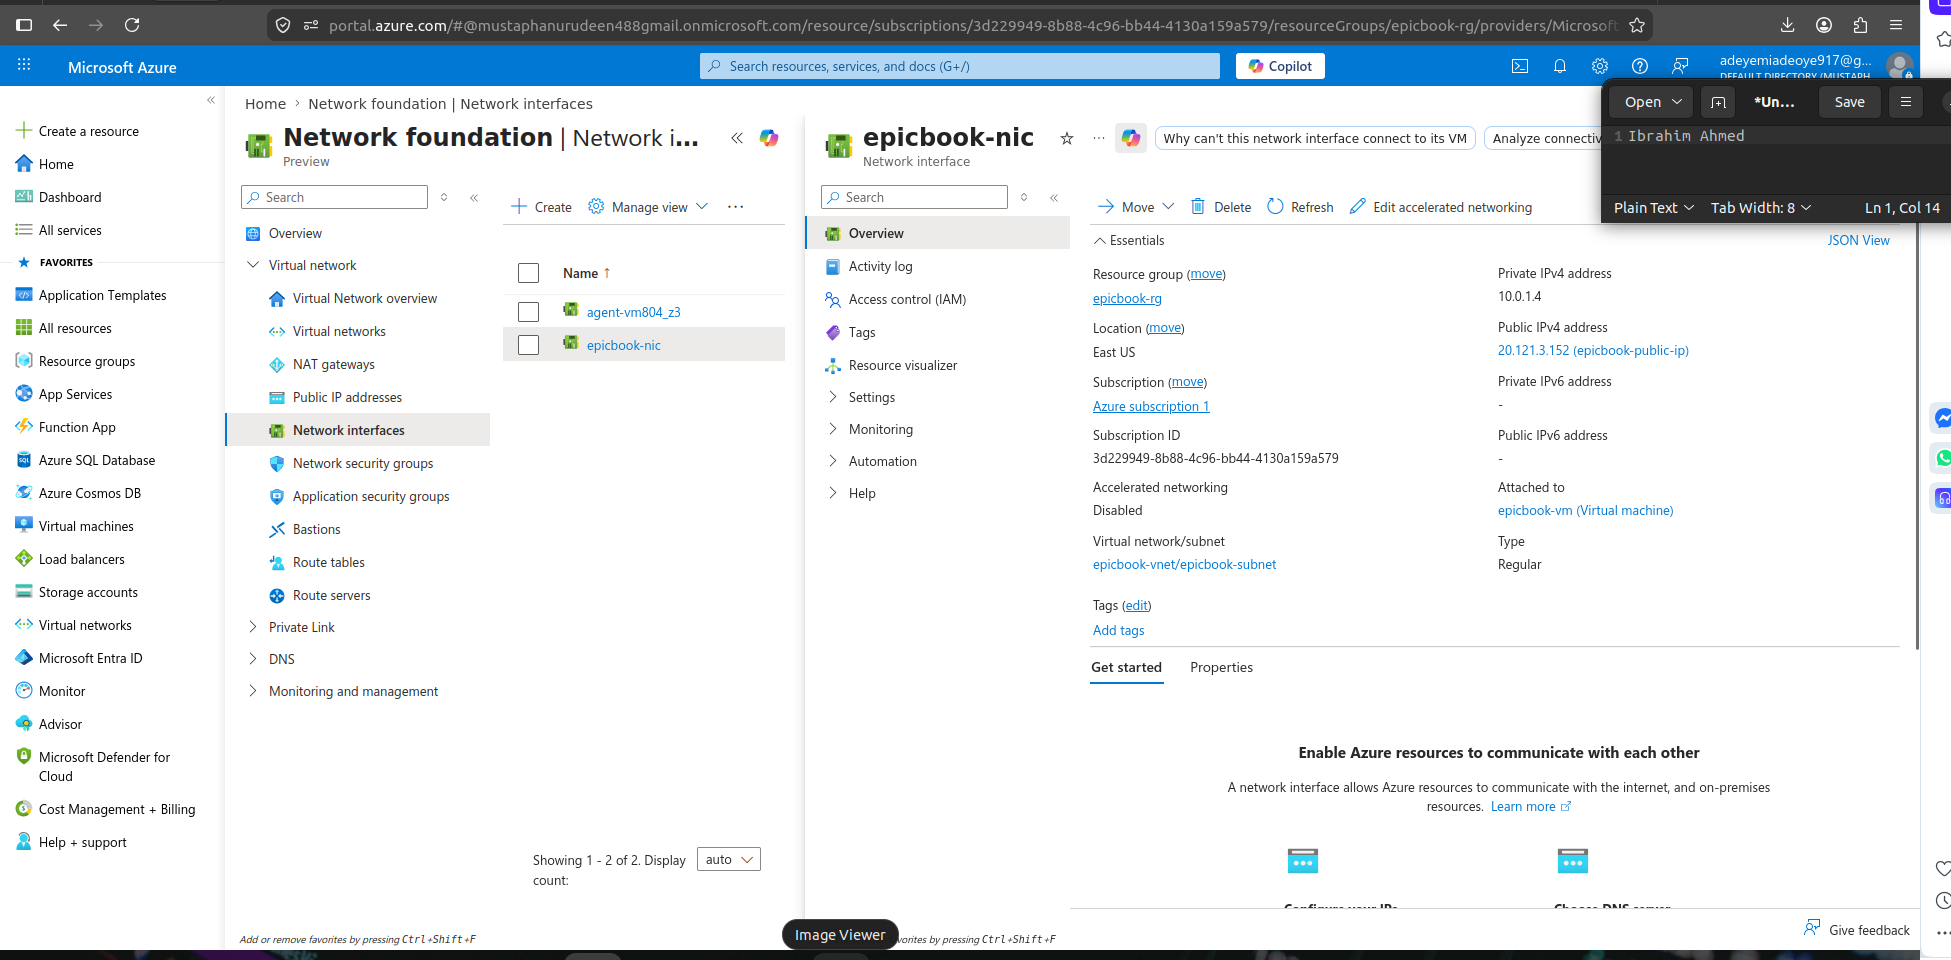 portal.azure.com/#@mustaphanurudeen488gmail.onmicrosoft.com/resource/subscriptions/3d229949-8b88-4c96-bb44-4130a159a579/resourceGroups/epicbook-rg/providers/Microsoft
Microsoft Azure
Search resources, services, and docs (G+/)
Copilot
adeyemiadeoye917@g...
DEFAULT DIRECTORY (MUSTAPH
Open
*Un...
Save
1 Ibrahim Ahmed
Plain Text
Tab Width: 8
Ln 1, Col 14
Create a resource
Home
Dashboard
All services
FAVORITES
Application Templates
All resources
Resource groups
App Services
Function App
Azure SQL Database
Azure Cosmos DB
Virtual machines
Load balancers
Storage accounts
Virtual networks
Microsoft Entra ID
Monitor
Advisor
Microsoft Defender for
Cloud
Cost Management + Billing
Help + support
Home > Network foundation | Network interfaces
Network foundation | Network i...
Preview
Search
Overview
Virtual network
Virtual Network overview
Virtual networks
NAT gateways
Public IP addresses
Network interfaces
Network security groups
Application security groups
Bastions
Route tables
Route servers
Private Link
DNS
Monitoring and management
Add or remove favorites by pressing Ctrl+Shift+F
Create
Manage view
...
Name ↑
agent-vm804_z3
epicbook-nic
Showing 1 - 2 of 2. Display
count:
auto
epicbook-nic
Network interface
...
Why can't this network interface connect to its VM
Analyze connectiv
Search
Overview
Activity log
Access control (IAM)
Tags
Resource visualizer
Settings
Monitoring
Automation
Help
Image Viewer
vorites by pressing Ctrl+Shift+F
Move
Delete
Refresh
Edit accelerated networking
Essentials
JSON View
Resource group (move)
epicbook-rg
Location (move)
East US
Subscription (move)
Azure subscription 1
Subscription ID
3d229949-8b88-4c96-bb44-4130a159a579
Accelerated networking
Disabled
Virtual network/subnet
epicbook-vnet/epicbook-subnet
Private IPv4 address
10.0.1.4
Public IPv4 address
20.121.3.152 (epicbook-public-ip)
Private IPv6 address
-
Public IPv6 address
-
Attached to
epicbook-vm (Virtual machine)
Type
Regular
Tags (edit)
Add tags
Get started
Properties
Enable Azure resources to communicate with each other
A network interface allows Azure resources to communicate with the internet, and on-premises
resources. Learn more
Configure your IPs
Choose DNS server
Give feedback